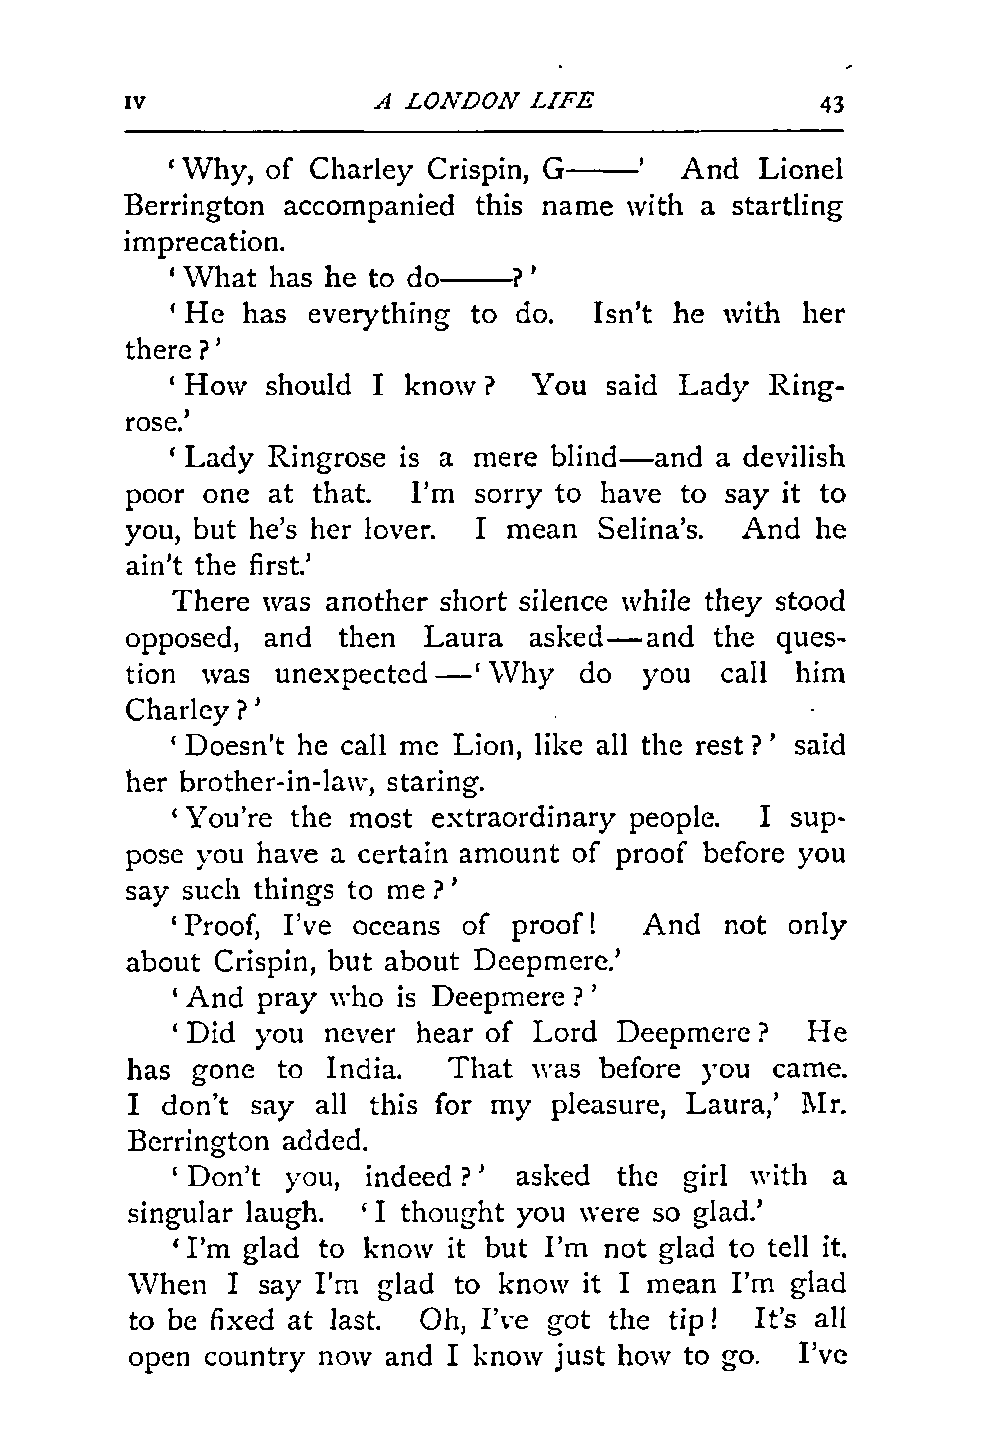 IV A LONDON LIFE 43
‘Why, of Charley Crispin, G——’ And Lionel
Berrington accompanied this name with a startling
imprecation.
‘What has he to do——?’
‘He has everything to do. Isn’t he with her
there?’
‘How should I know? You said Lady Ring-
rose.’
‘Lady Ringrose is a mere blind—and a devilish
poor one at that. I’m sorry to have to say it to
you, but he’s her lover. I mean Selina’s. And he
ain’t the first.’
There was another short silence while they stood
opposed, and then Laura asked—and the ques-
tion was unexpected—‘Why do you call him
Charley?’
‘Doesn’t he call me Lion, like all the rest?’ said
her brother-in-law, staring.
‘You’re the most extraordinary people. I sup-
pose you have a certain amount of proof before you
say such things to me?’
‘Proof, I’ve oceans of proof! And not only
about Crispin, but about Deepmere.’
‘And pray who is Deepmere?’
‘Did you never hear of Lord Deepmere? He
has gone to India. That was before you came.
I don’t say all this for my pleasure, Laura,’ Mr.
Berrington added.
‘Don’t you, indeed?’ asked the girl with a
singular laugh. ‘I thought you were so glad.’
‘I’m glad to know it but I’m not glad to tell it.
When I say I’m glad to know it I mean I’m glad
to be fixed at last. Oh, I’ve got the tip! It’s all
open country now and I know just how to go. I’ve